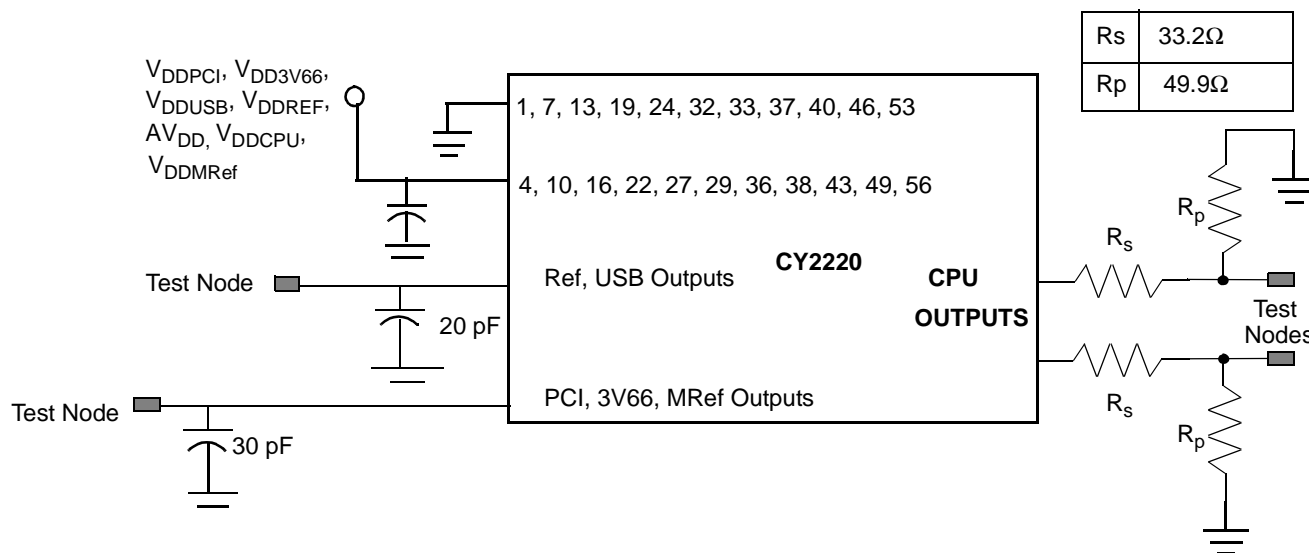 Rs 33.2Ω
Rp 49.9Ω
VDDPCI, VDD3V66,
VDDUSB, VDDREF,
AVDD, VDDCPU,
VDDMRef
1, 7, 13, 19, 24, 32, 33, 37, 40, 46, 53
4, 10, 16, 22, 27, 29, 36, 38, 43, 49, 56
Rp
Rs
Test Node
Ref, USB Outputs
CY2220
CPU
OUTPUTS
20 pF
Test
Nodes
Test Node
PCI, 3V66, MRef Outputs
Rs
Rp
30 pF